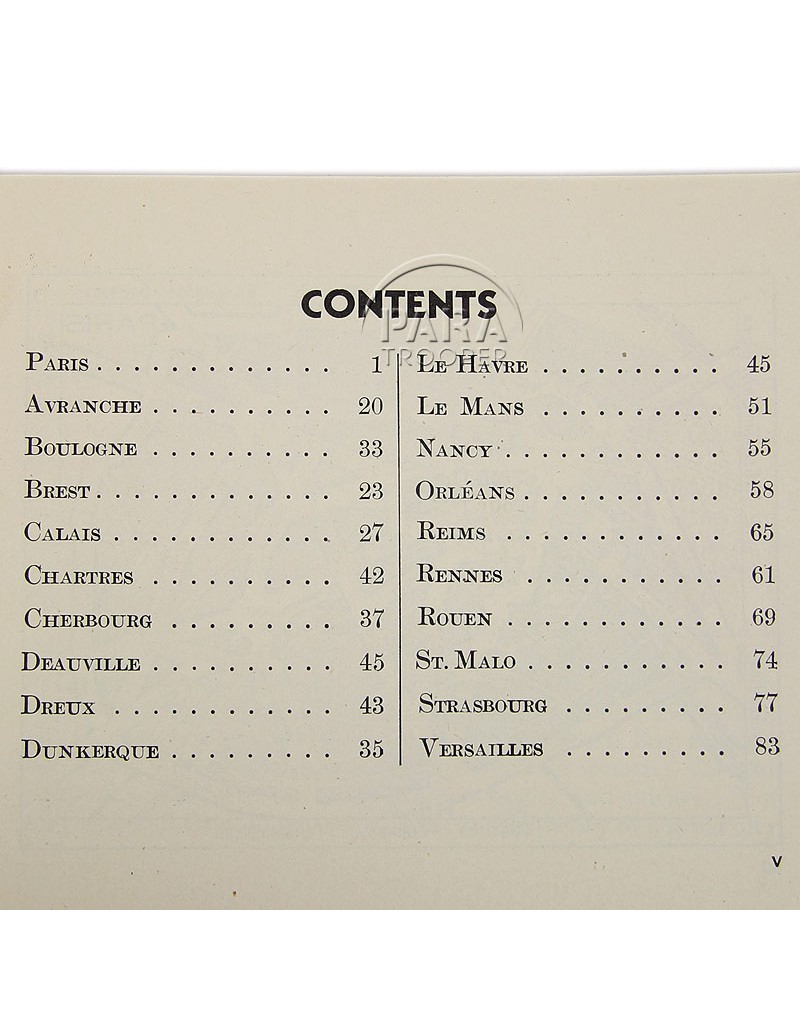 CONTENTS
PARA
TROOPER
PARIS . . . . . . . . . . . . . 1
AVRANCHE . . . . . . . . . . 20
BOULOGNE . . . . . . . . . . 33
BREST . . . . . . . . . . . . . 23
CALAIS . . . . . . . . . . . . 27
CHARTRES . . . . . . . . . . 42
CHERBOURG . . . . . . . . . 37
DEAUVILLE . . . . . . . . . . 45
DREUX . . . . . . . . . . . . 43
DUNKERQUE . . . . . . . . . 35
LE HAVRE . . . . . . . . . . 45
LE MANS . . . . . . . . . . 51
NANCY . . . . . . . . . . . . 55
ORLÉANS . . . . . . . . . . . 58
REIMS . . . . . . . . . . . . 65
RENNES . . . . . . . . . . . 61
ROUEN . . . . . . . . . . . . 69
ST. MALO . . . . . . . . . . . 74
STRASBOURG . . . . . . . . . 77
VERSAILLES . . . . . . . . . 83
V